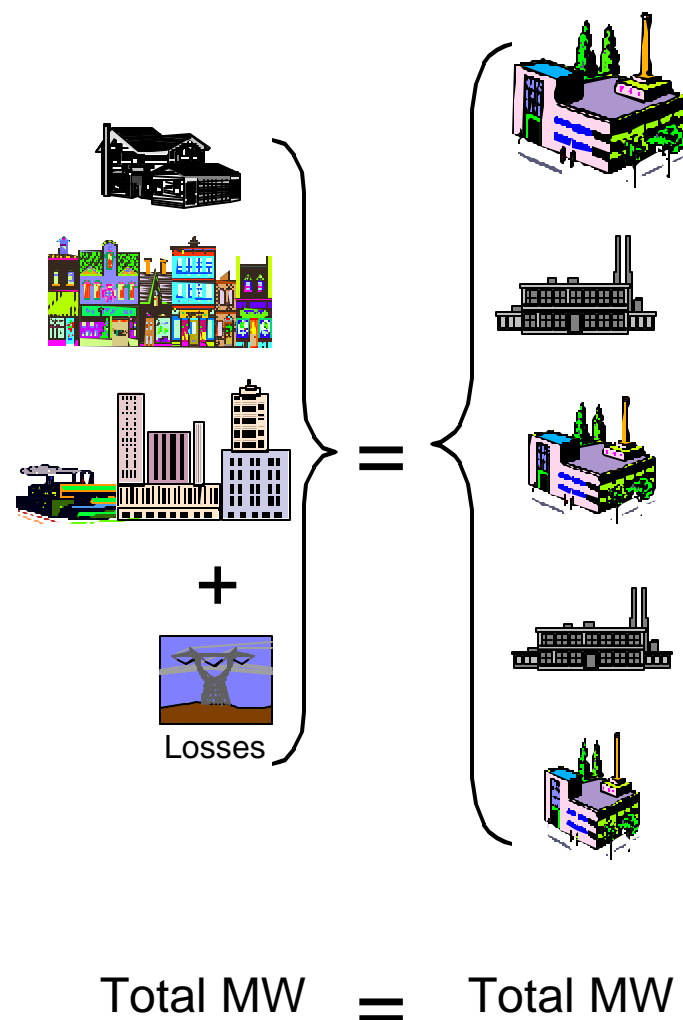 =
+
Losses
Total MW = Total MW